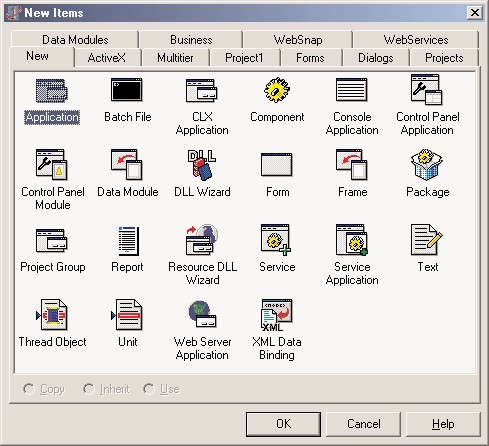 New Items
Data Modules Business WebSnap WebServices
New ActiveX Multitier Project1 Forms Dialogs Projects
Application Batch File CLX Application Component Console Application Control Panel Application
Control Panel Module Data Module DLL DLL Wizard Form Frame Package
Project Group Report Resource DLL Wizard Service Service Application Text
Thread Object Unit Web Server Application XML XML Data Binding
Copy Inherit Use
OK Cancel Help